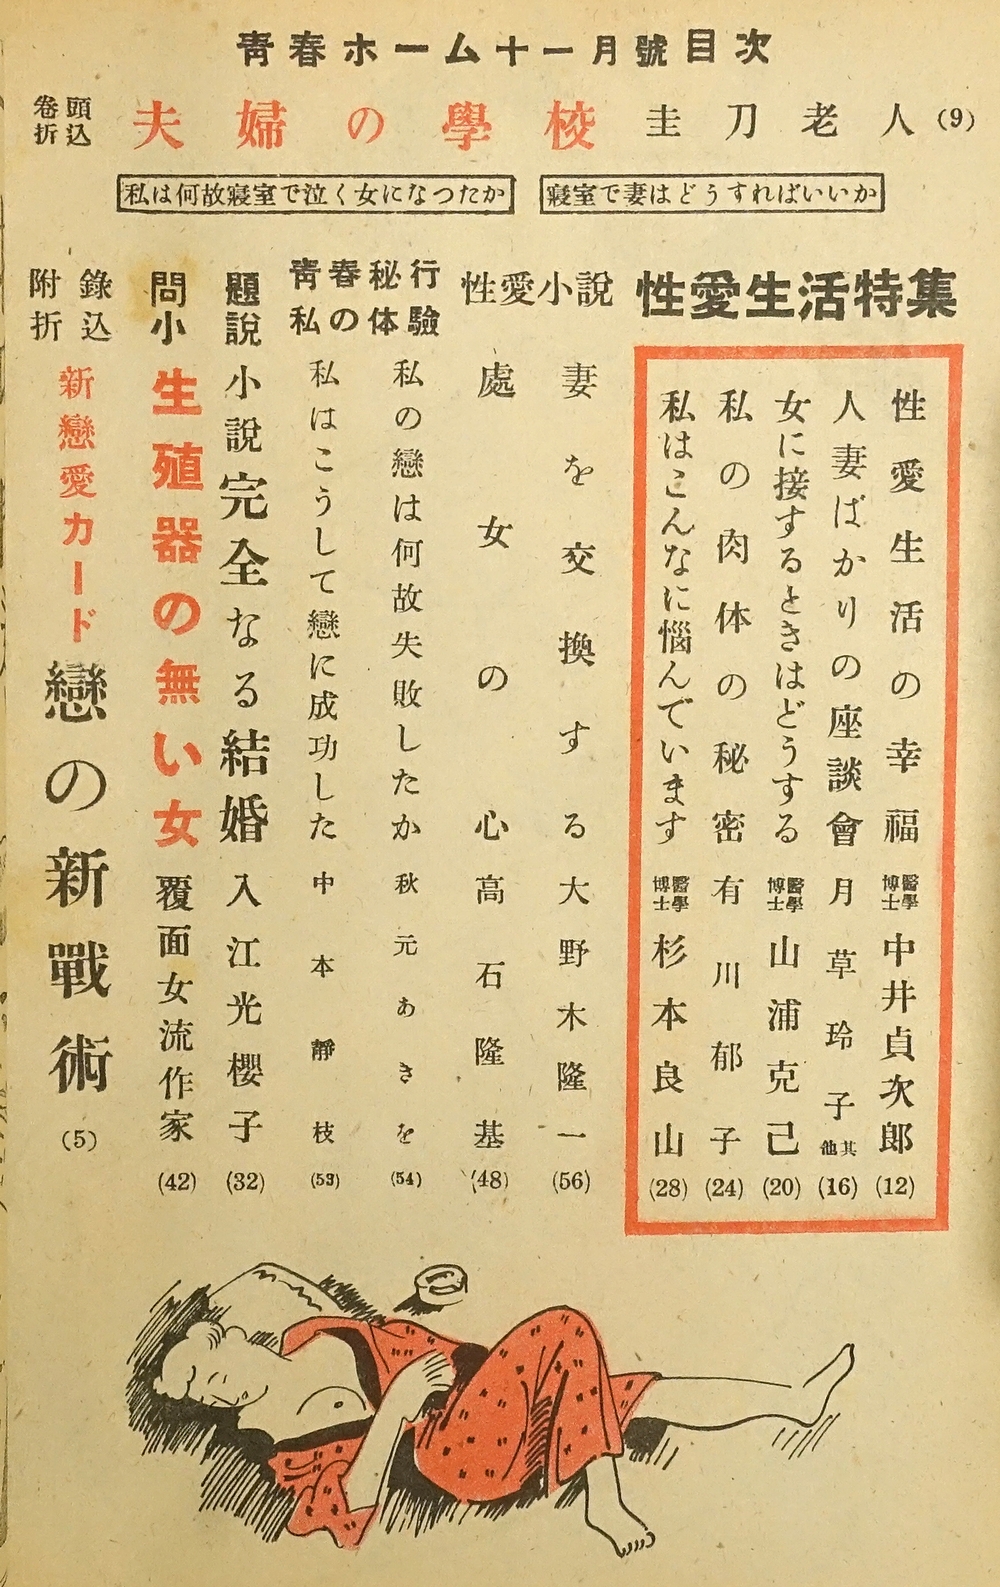 青春ホーム十一月號目次
卷頭折込
夫婦の學校 圭刀老人 (9)
寢室で妻はどうすればいいか
私は何故寢室で泣く女になつたか
性愛生活特集
性愛生活の幸福 醫學博士 中井貞次郎 (12)
人妻ばかりの座談會 月草玲子 其他 (16)
女に接するときはどうする 醫學博士 山浦克己 (20)
私の肉体の秘密 有川郁子 (24)
私はこんなに惱んでいます 醫學博士 杉本良山 (28)
性愛小說
妻を交換する 大野木隆一 (56)
處女の心 高石隆基 (48)
靑春秘行
私の体驗
私の戀は何故失敗したか 秋元あきを (54)
私はこうして戀に成功した 中本靜枝 (53)
問題小說
小說 完全なる結婚 入江光櫻子 (32)
生殖器の無い女 覆面女流作家 (42)
附錄折込
新戀愛カード 戀の新戰術 (5)